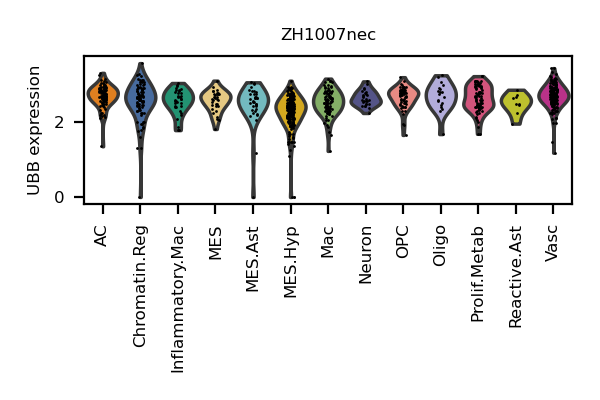 ZH1007nec
UBB expression
2
0
AC
Chromatin.Reg
Inflammatory.Mac
MES
MES.Ast
MES.Hyp
Mac
Neuron
OPC
Oligo
Prolif.Metab
Reactive.Ast
Vasc